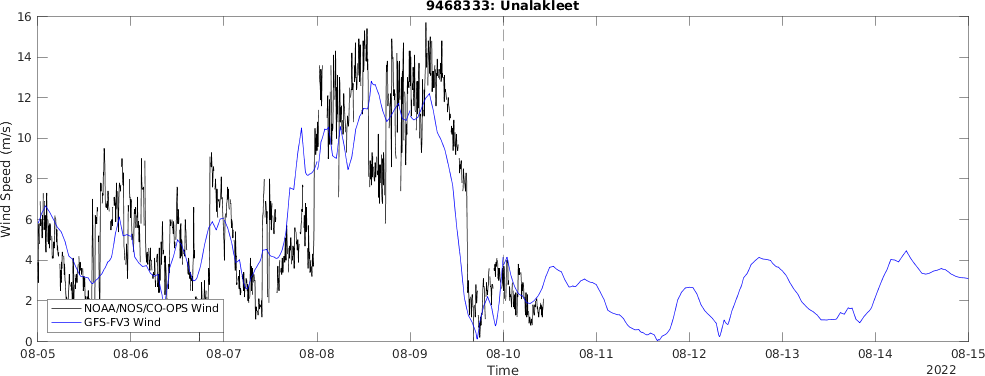 9468333: Unalakleet
16
14
12
10
8
6
4
2
0
Wind Speed (m/s)
NOAA/NOS/CO-OPS Wind
GFS-FV3 Wind
08-05 08-06 08-07 08-08 08-09 08-10 08-11 08-12 08-13 08-14 08-15
Time
2022